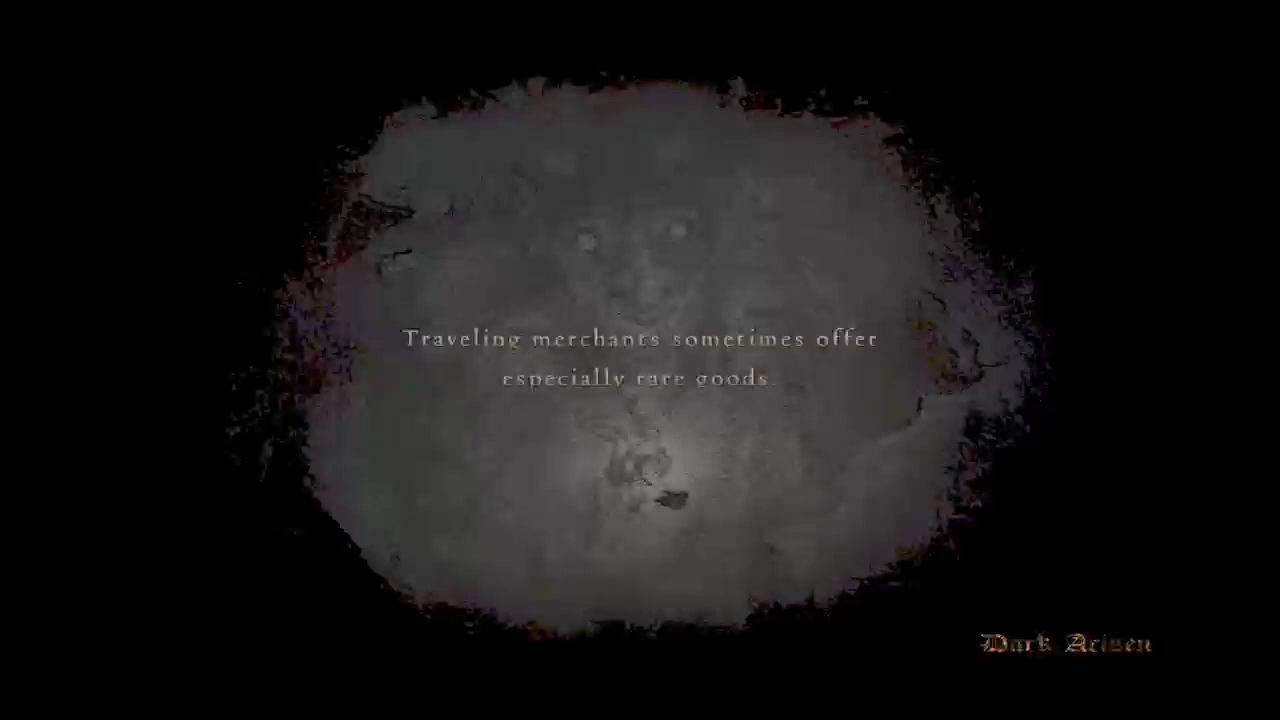 Traveling merchants sometimes offer
especially rare goods.
Dark Arisen